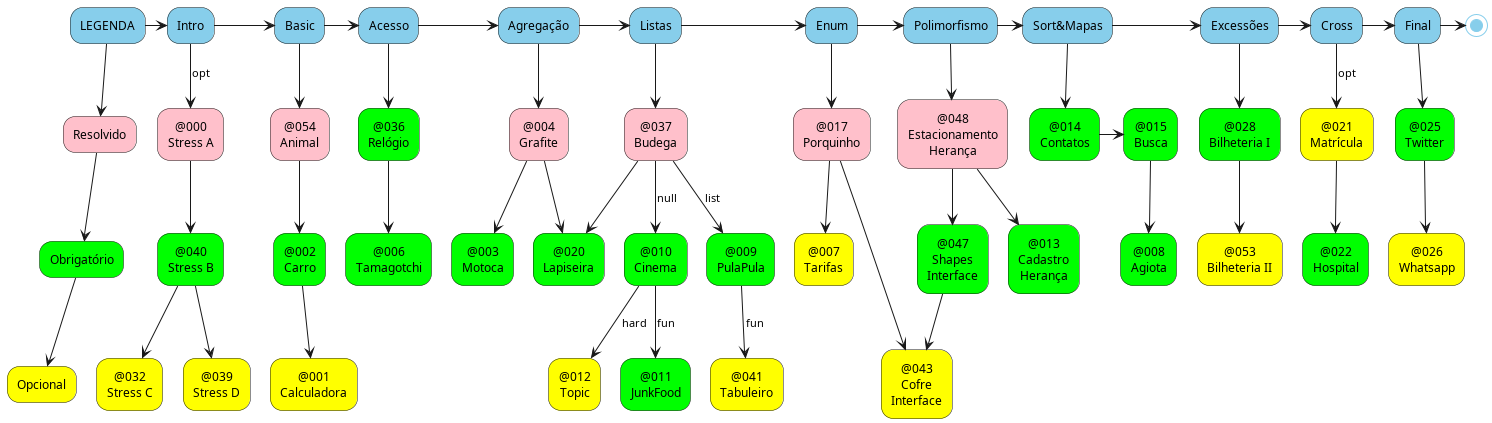 LEGENDA
Intro
Basic
Acesso
Agregação
Listas
Enum
Polimorfismo
Sort&Mapas
Excessões
Cross
Final
opt
opt
Resolvido
@000
Stress A
@054
Animal
@036
Relógio
@004
Grafite
@037
Budega
@017
Porquinho
@048
Estacionamento
Herança
@014
Contatos
@015
Busca
@028
Bilheteria I
@021
Matrícula
@025
Twitter
null
list
Obrigatório
@040
Stress B
@002
Carro
@006
Tamagotchi
@003
Motoca
@020
Lapiseira
@010
Cinema
@009
PulaPula
@007
Tarifas
@047
Shapes
Interface
@013
Cadastro
Herança
@008
Agiota
@053
Bilheteria II
@022
Hospital
@026
Whatsapp
hard
fun
fun
Opcional
@032
Stress C
@039
Stress D
@001
Calculadora
@012
Topic
@011
JunkFood
@041
Tabuleiro
@043
Cofre
Interface